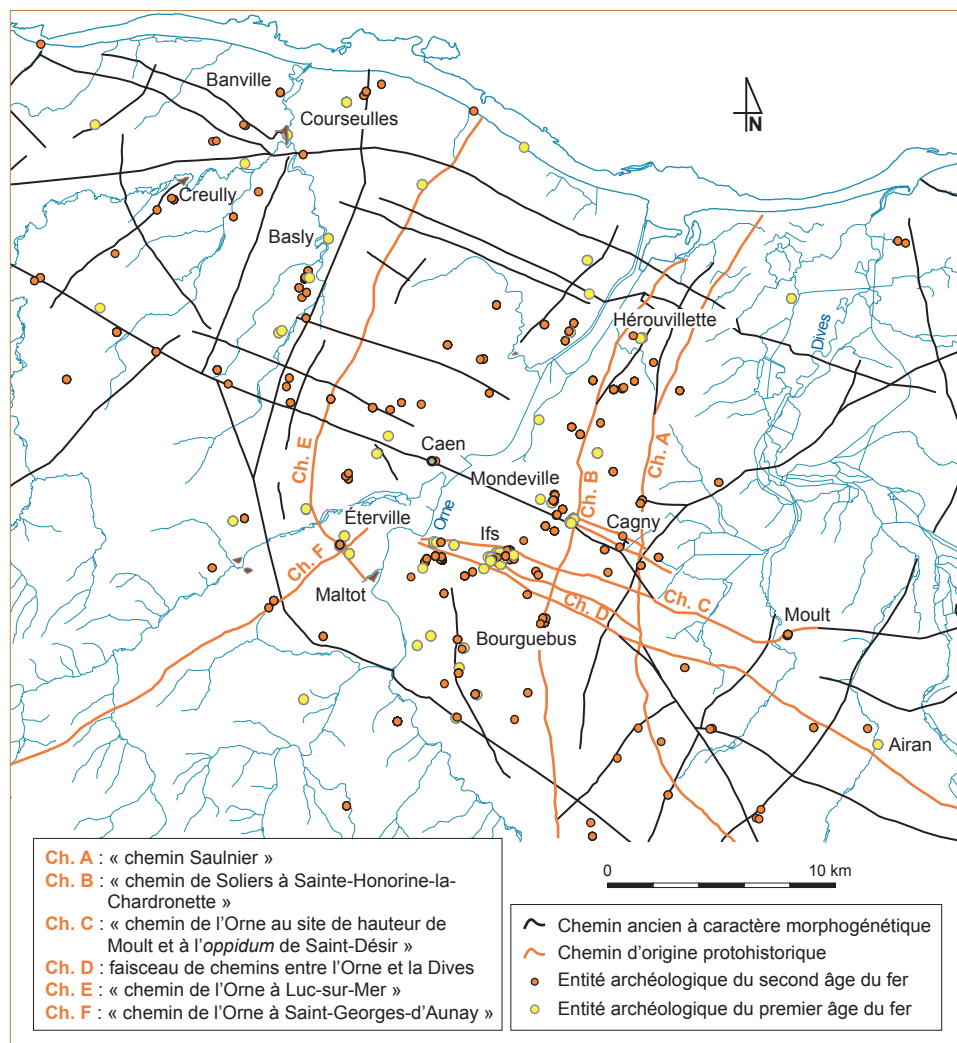 Banville
Courseulles
N
Creully
Basly
Hérouvillette
Dives
Ch. E
Ch. A
Caen
Mondeville
Ch. B
Orne
Cagny
Éterville
Ifs
Ch. F
Maltot
Ch. C
Ch. D
Moult
Bourguebus
Airan
Ch. A : « chemin Saulnier »
Ch. B : « chemin de Soliers à Sainte-Honorine-la-
Chardronette »
Ch. C : « chemin de l'Orne au site de hauteur de
Moult et à l'oppidum de Saint-Désir »
Ch. D : faisceau de chemins entre l'Orne et la Dives
Ch. E : « chemin de l'Orne à Luc-sur-Mer »
Ch. F : « chemin de l'Orne à Saint-Georges-d'Aunay »
0 10 km
Chemin ancien à caractère morphogénétique
Chemin d'origine protohistorique
Entité archéologique du second âge du fer
Entité archéologique du premier âge du fer